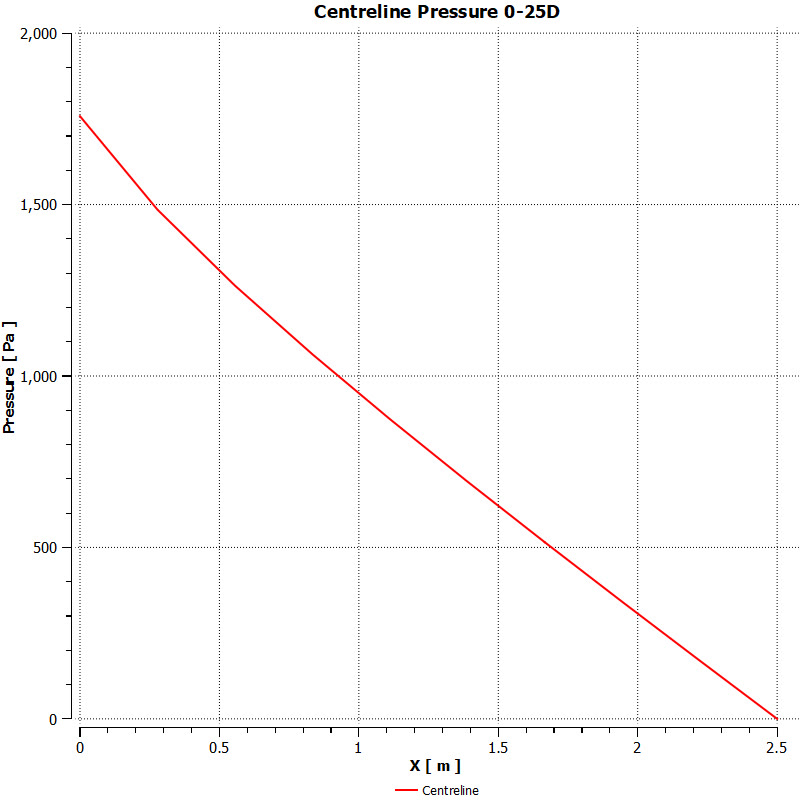 Centreline Pressure 0-25D
2,000
1,500
1,000
500
0
Pressure [ Pa ]
0 0.5 1 1.5 2 2.5
X [ m ]
Centreline